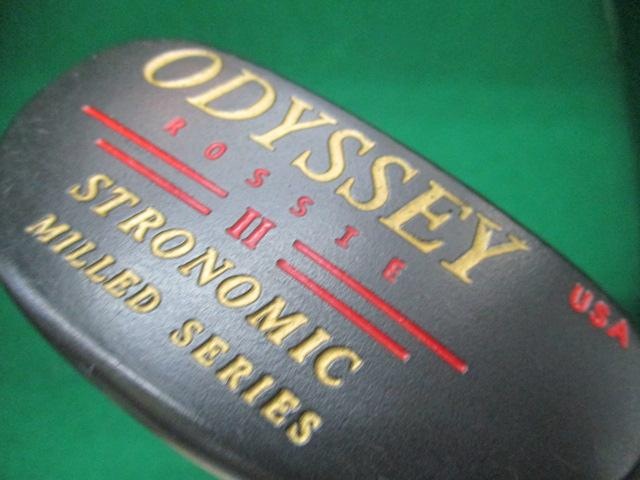 ODYSSEY
ROSSIE
II
STRONOMIC
MILLED SERIES
USA